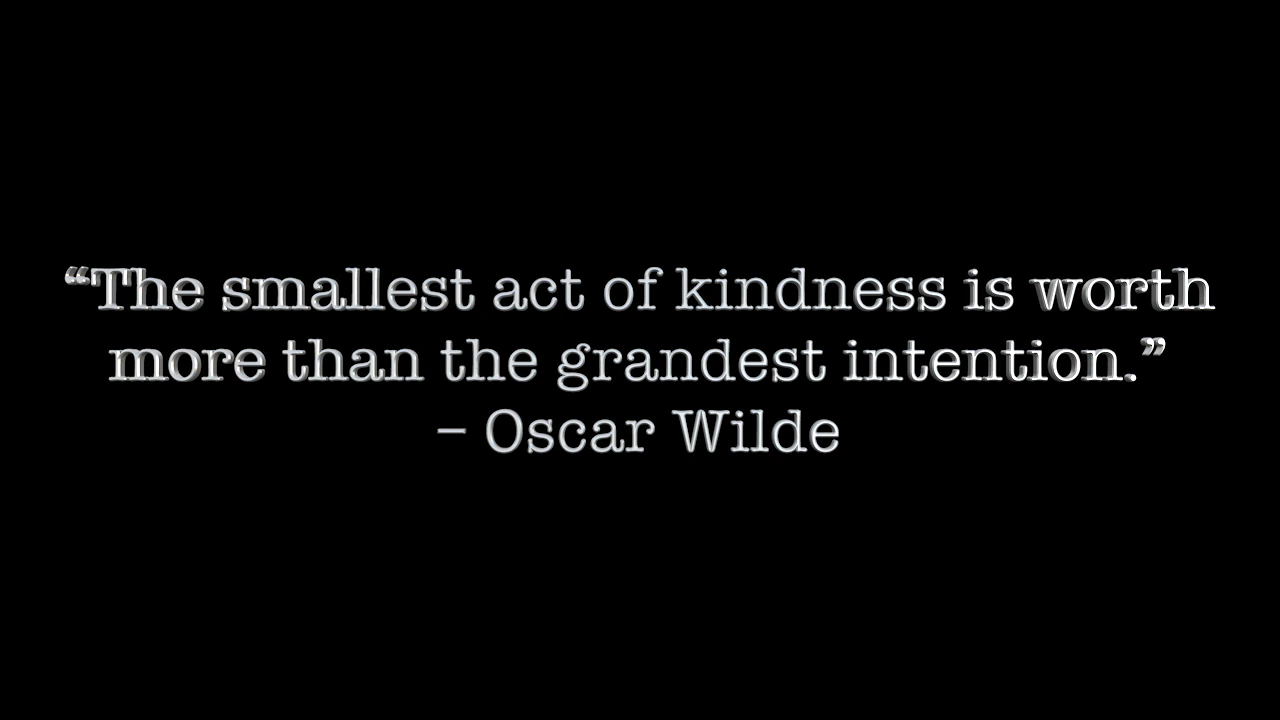 “The smallest act of kindness is worth
more than the grandest intention.”
– Oscar Wilde